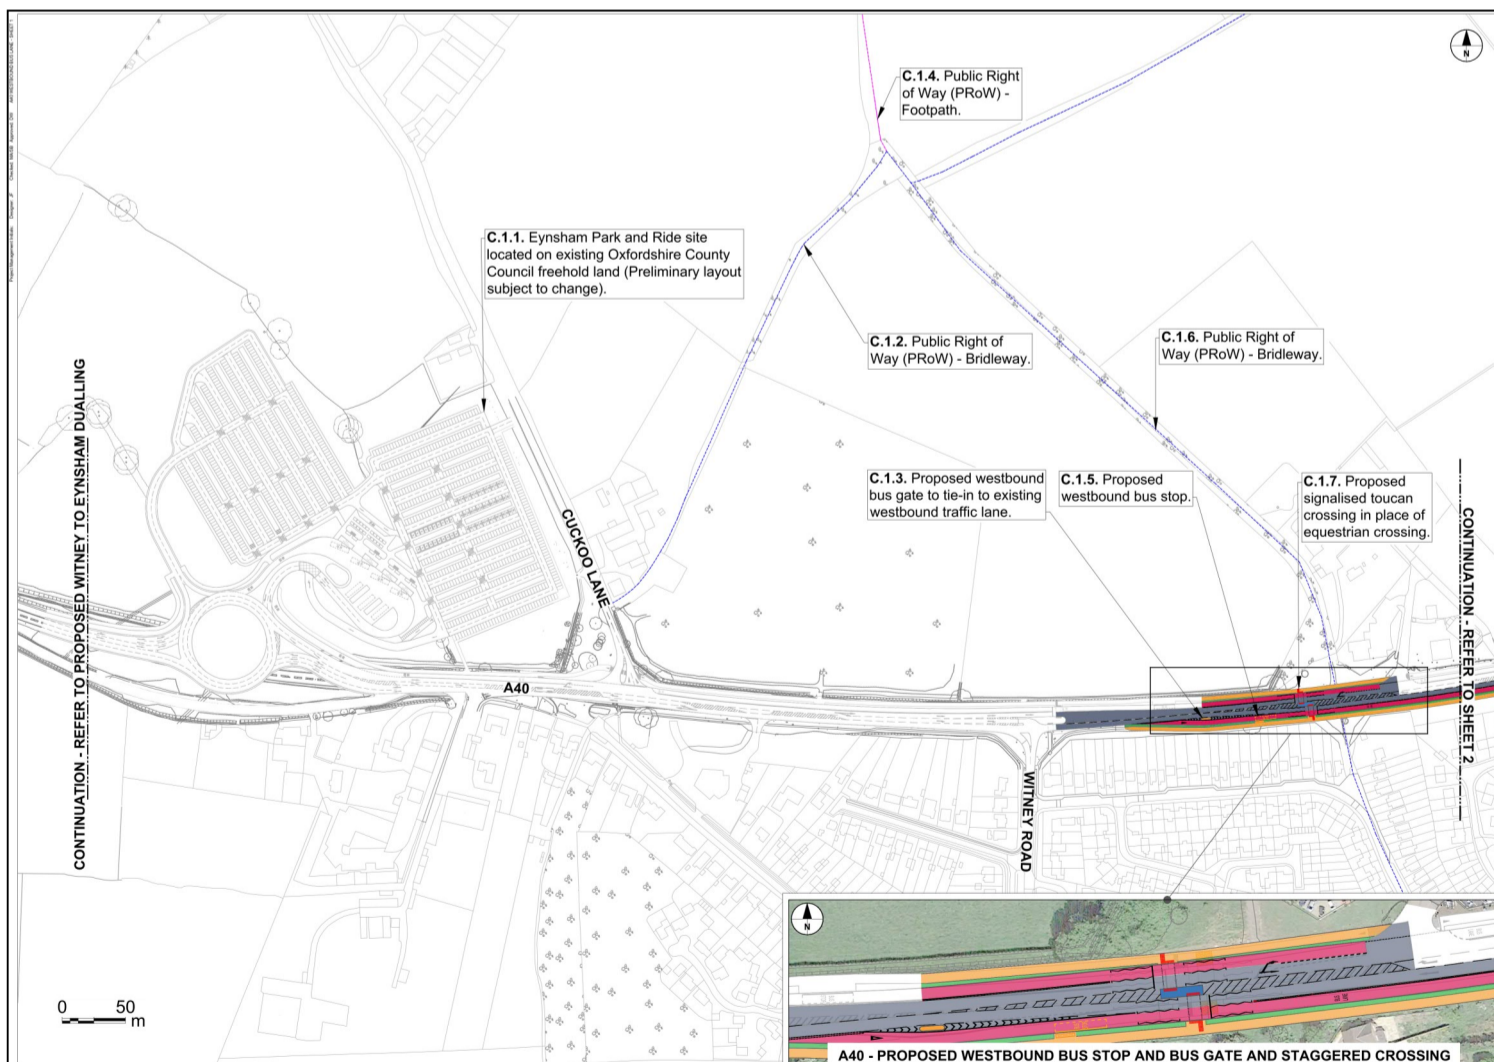 N
C.1.4. Public Right
of Way (PRoW) -
Footpath.
C.1.1. Eynsham Park and Ride site
located on existing Oxfordshire County
Council freehold land (Preliminary layout
subject to change).
C.1.2. Public Right of
Way (PRoW) - Bridleway.
C.1.6. Public Right of
Way (PRoW) - Bridleway.
C.1.3. Proposed westbound
bus gate to tie-in to existing
westbound traffic lane.
C.1.5. Proposed
westbound bus stop.
C.1.7. Proposed
signalised toucan
crossing in place of
equestrian crossing.
CONTINUATION - REFER TO PROPOSED WITNEY TO EYNSHAM DUALLING
CUCKOO LANE
A40
WITNEY ROAD
CONTINUATION - REFER TO SHEET 2
0 50
m
N
A40 - PROPOSED WESTBOUND BUS STOP AND BUS GATE AND STAGGERED CROSSING